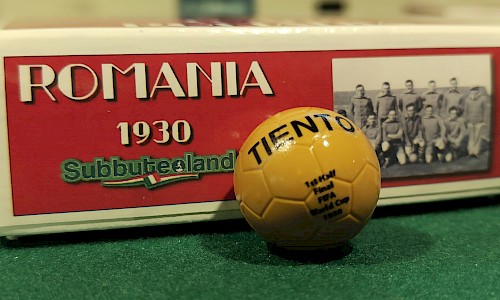 ROMANIA
1930
Subbuteoland
TIENTO
1st Half
Final
FIFA
World Cup
1930